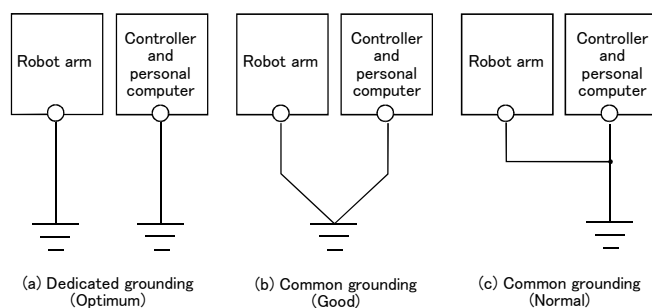 Robot arm
Controller
and
personal
computer
Robot arm
Controller
and
personal
computer
Robot arm
Controller
and
personal
computer
(a) Dedicated grounding
(Optimum)
(b) Common grounding
(Good)
(c) Common grounding
(Normal)